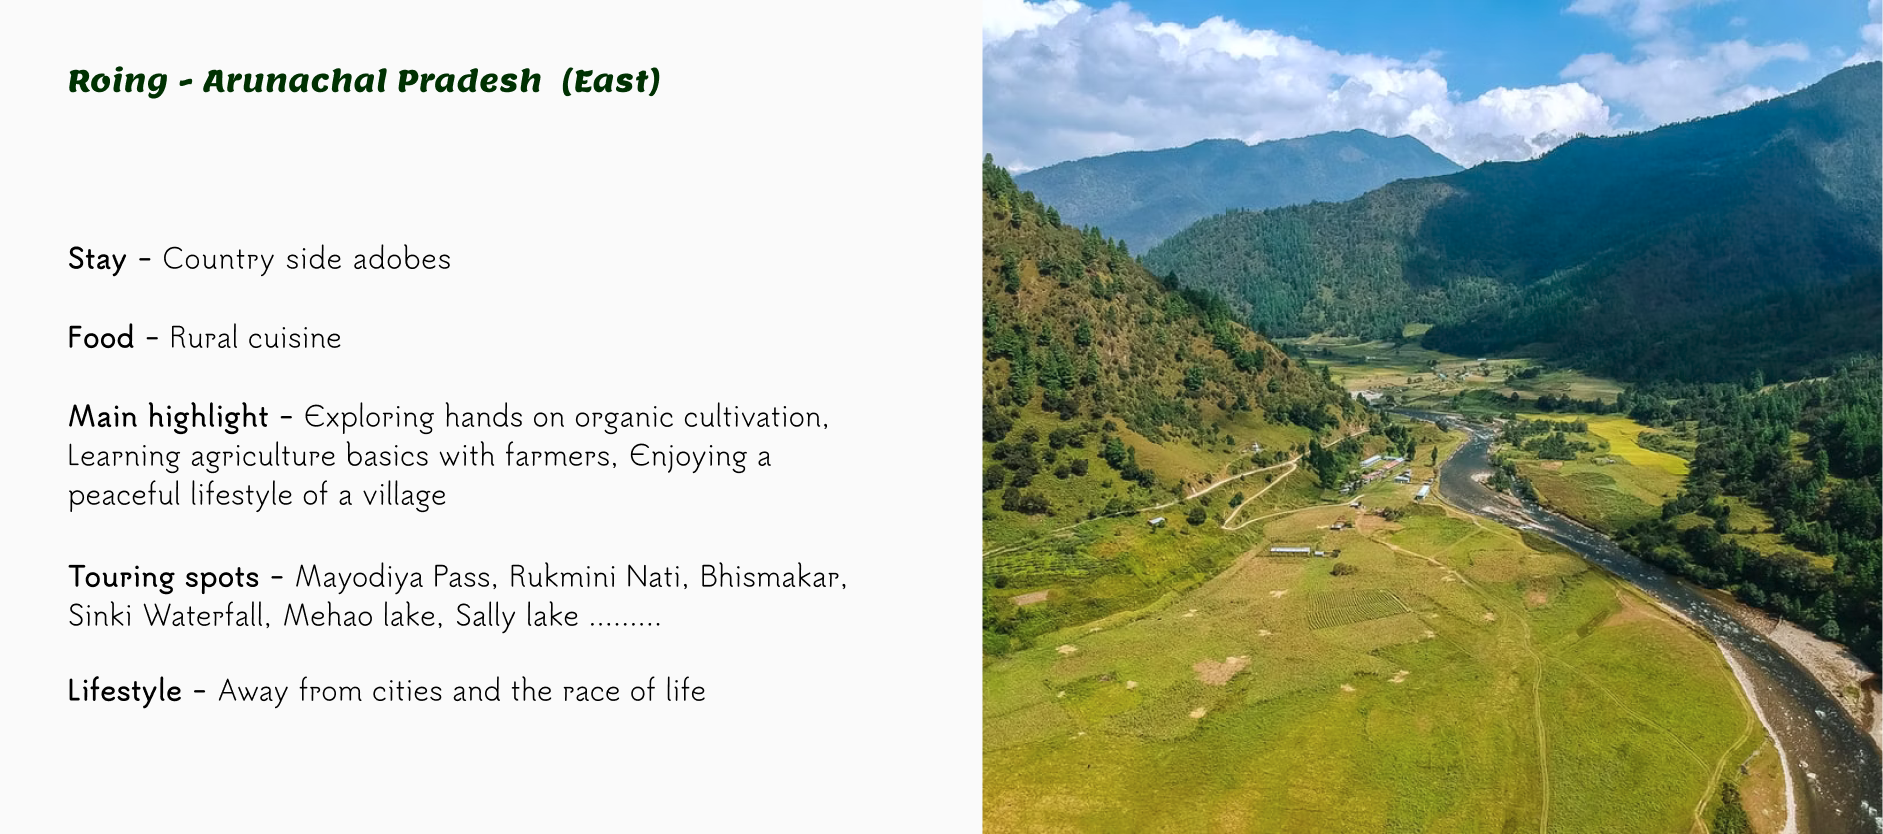 Roing - Arunachal Pradesh (East)
Stay - Country side adobes
Food - Rural cuisine
Main highlight - Exploring hands on organic cultivation,
Learning agriculture basics with farmers, Enjoying a
peaceful lifestyle of a village
Touring spots - Mayodiya Pass, Rukmini Nati, Bhismakar,
Sinki Waterfall, Mehao lake, Sally lake .........
Lifestyle - Away from cities and the race of life